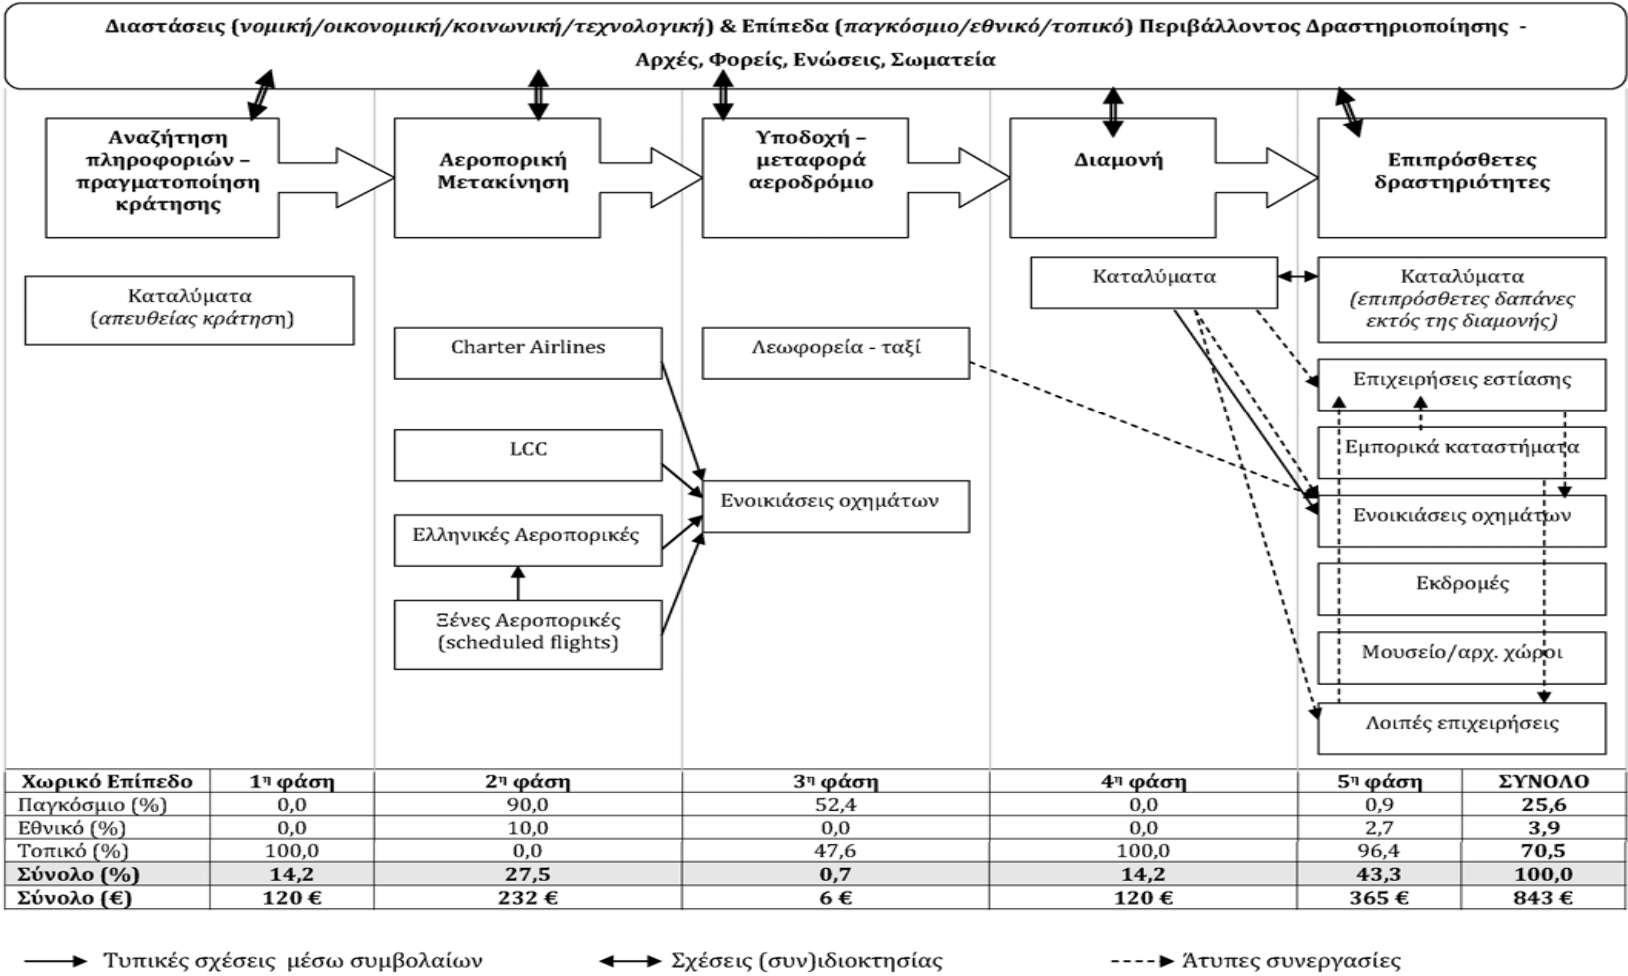 Διαστάσεις (νομική/οικονομική/κοινωνική/τεχνολογική) & Επίπεδα (παγκόσμιο/εθνικό/τοπικό) Περιβάλλοντος Δραστηριοποίησης -
Αρχές, Φορείς, Ενώσεις, Σωματεία
Αναζήτηση
πληροφοριών –
πραγματοποίηση
κράτησης
Αεροπορική
Μετακίνηση
Υποδοχή –
μεταφορά
αεροδρόμιο
Διαμονή
Επιπρόσθετες
δραστηριότητες
Καταλύματα
(απευθείας κράτηση)
Charter Airlines
LCC
Ελληνικές Αεροπορικές
Ξένες Αεροπορικές
(scheduled flights)
Λεωφορεία - ταξί
Ενοικιάσεις οχημάτων
Καταλύματα
Καταλύματα
(επιπρόσθετες δαπάνες
εκτός της διαμονής)
Επιχειρήσεις εστίασης
Εμπορικά καταστήματα
Ενοικιάσεις οχημάτων
Εκδρομές
Μουσείο/αρχ. χώροι
Λοιπές επιχειρήσεις
Χωρικό Επίπεδο 1η φάση 2η φάση 3η φάση 4η φάση 5η φάση ΣΥΝΟΛΟ
Παγκόσμιο (%) 0,0 90,0 52,4 0,0 0,9 25,6
Εθνικό (%) 0,0 10,0 0,0 0,0 2,7 3,9
Τοπικό (%) 100,0 0,0 47,6 100,0 96,4 70,5
Σύνολο (%) 14,2 27,5 0,7 14,2 43,3 100,0
Σύνολο (€) 120 € 232 € 6 € 120 € 365 € 843 €
Τυπικές σχέσεις μέσω συμβολαίων Σχέσεις (συν)ιδιοκτησίας Άτυπες συνεργασίες